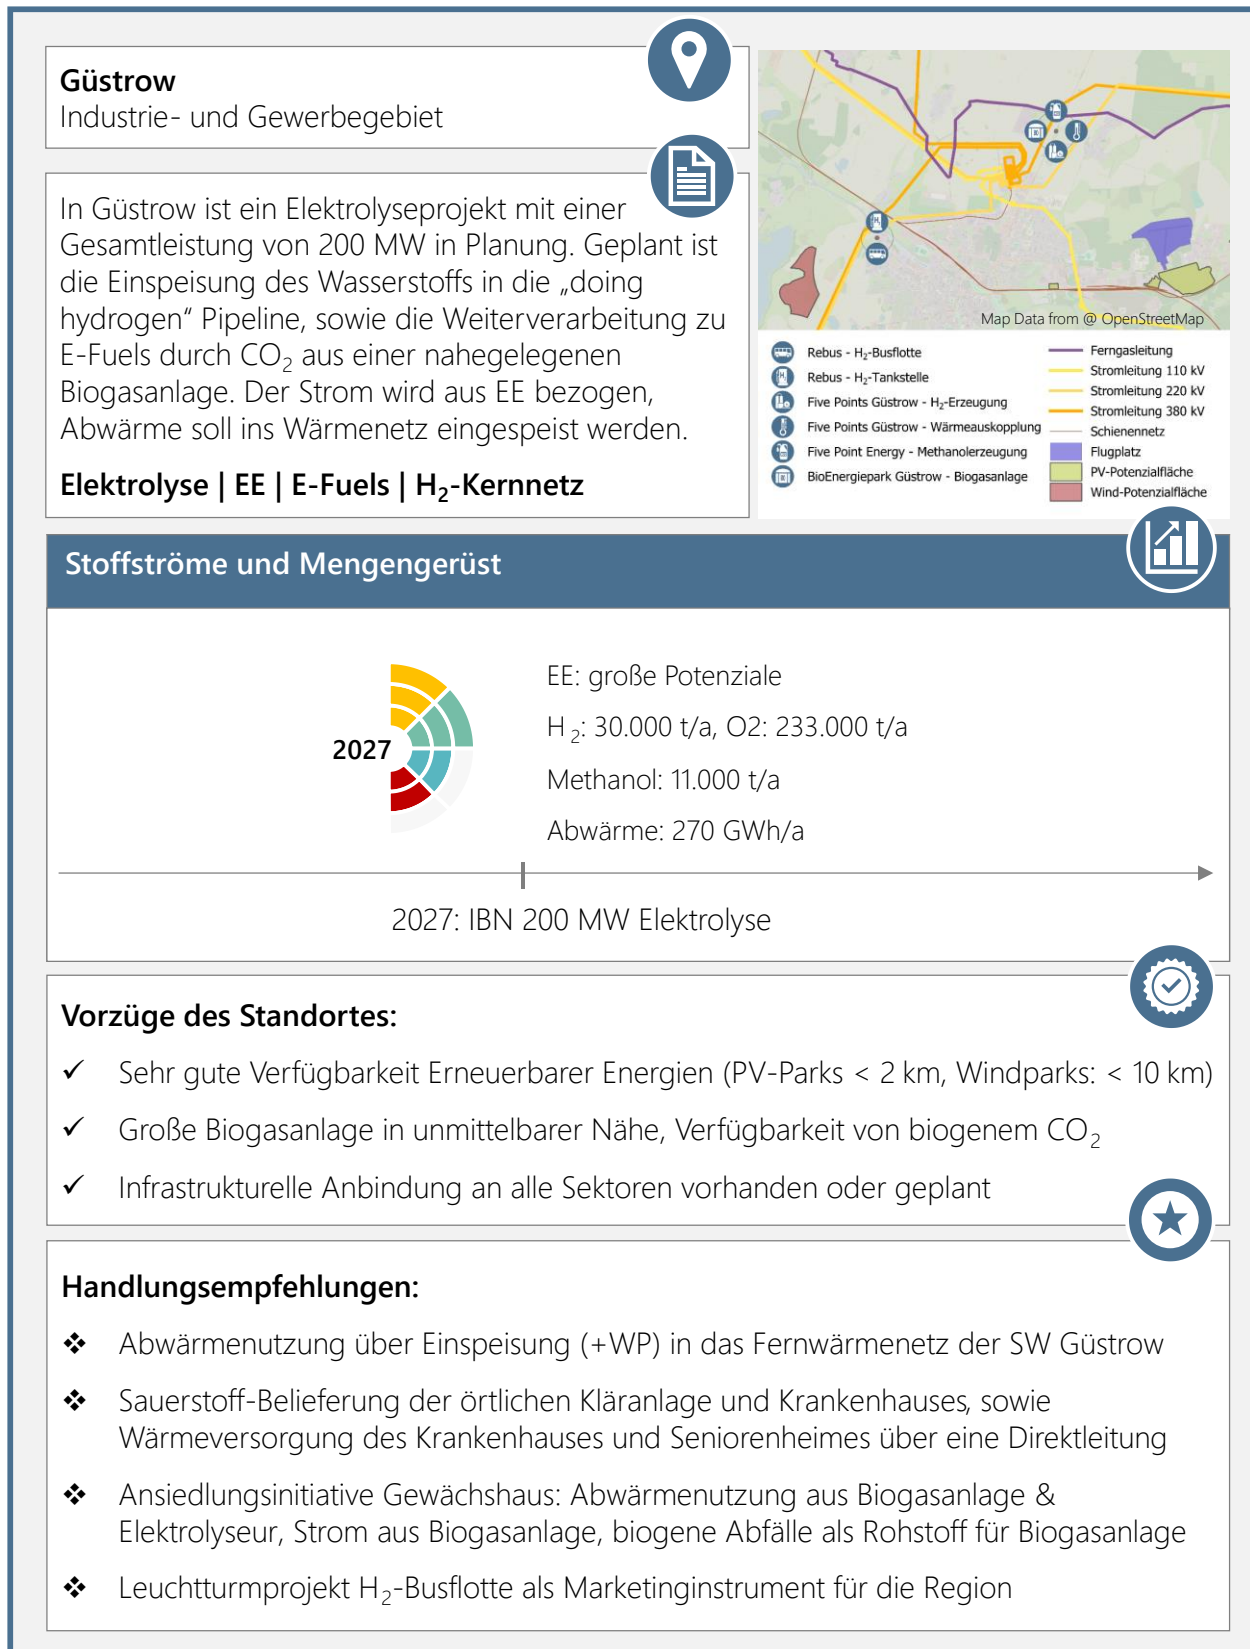 Güstrow
Industrie- und Gewerbegebiet
In Güstrow ist ein Elektrolyseprojekt mit einer
Gesamtleistung von 200 MW in Planung. Geplant ist
die Einspeisung des Wasserstoffs in die „doing
hydrogen“ Pipeline, sowie die Weiterverarbeitung zu
E-Fuels durch CO₂ aus einer nahegelegenen
Biogasanlage. Der Strom wird aus EE bezogen,
Abwärme soll ins Wärmenetz eingespeist werden.
Elektrolyse | EE | E-Fuels | H₂-Kernnetz
Map Data from @ OpenStreetMap
Rebus - H₂-Busflotte
Rebus - H₂-Tankstelle
Five Points Güstrow - H₂-Erzeugung
Five Points Güstrow - Wärmeauskopplung
Five Point Energy - Methanolerzeugung
BioEnergiepark Güstrow - Biogasanlage
Ferngasleitung
Stromleitung 110 kV
Stromleitung 220 kV
Stromleitung 380 kV
Schienennetz
Flugplatz
PV-Potenzialfläche
Wind-Potenzialfläche
Stoffströme und Mengengerüst
2027
EE: große Potenziale
H ₂: 30.000 t/a, O2: 233.000 t/a
Methanol: 11.000 t/a
Abwärme: 270 GWh/a
2027: IBN 200 MW Elektrolyse
Vorzüge des Standortes:
✓ Sehr gute Verfügbarkeit Erneuerbarer Energien (PV-Parks < 2 km, Windparks: < 10 km)
✓ Große Biogasanlage in unmittelbarer Nähe, Verfügbarkeit von biogenem CO₂
✓ Infrastrukturelle Anbindung an alle Sektoren vorhanden oder geplant
Handlungsempfehlungen:
❖ Abwärmenutzung über Einspeisung (+WP) in das Fernwärmenetz der SW Güstrow
❖ Sauerstoff-Belieferung der örtlichen Kläranlage und Krankenhauses, sowie
Wärmeversorgung des Krankenhauses und Seniorenheimes über eine Direktleitung
❖ Ansiedlungsinitiative Gewächshaus: Abwärmenutzung aus Biogasanlage &
Elektrolyseur, Strom aus Biogasanlage, biogene Abfälle als Rohstoff für Biogasanlage
❖ Leuchtturmprojekt H₂-Busflotte als Marketinginstrument für die Region